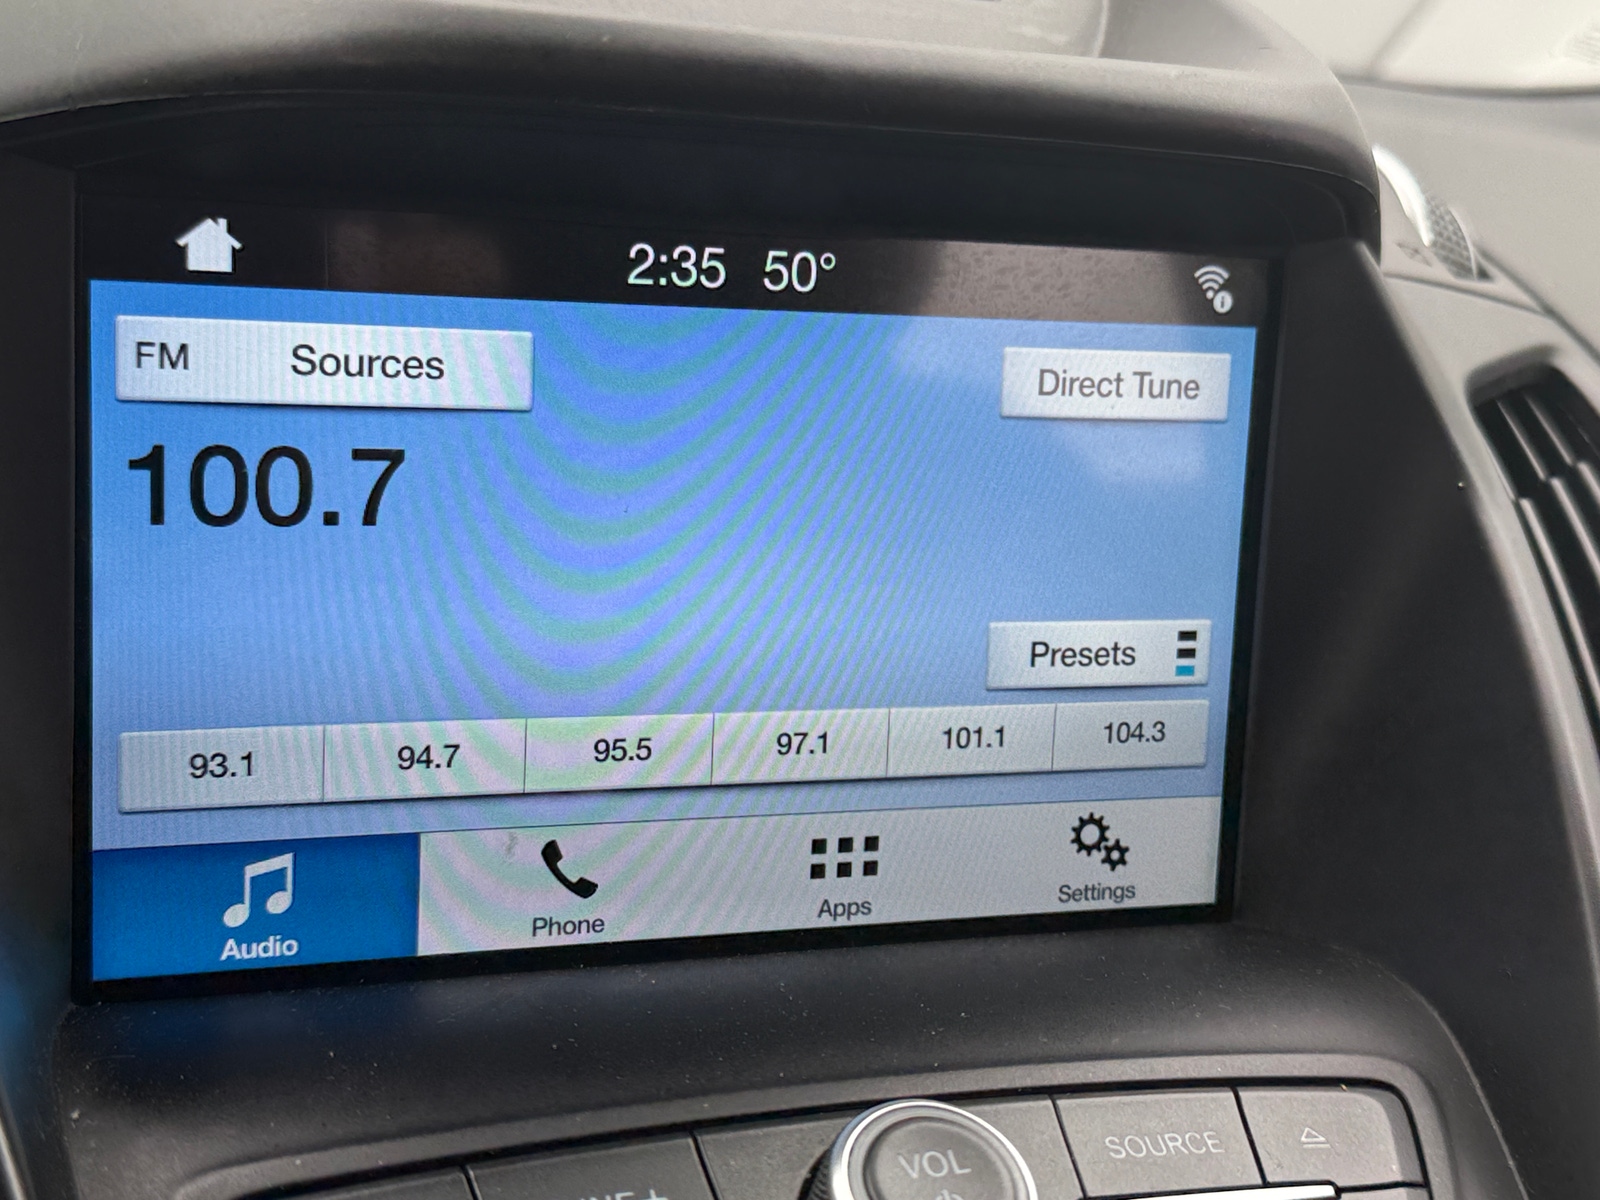 2:35 50°
FM Sources
Direct Tune
100.7
Presets
93.1 94.7 95.5 97.1 101.1 104.3
Audio
Phone
Apps
Settings
VOL
SOURCE